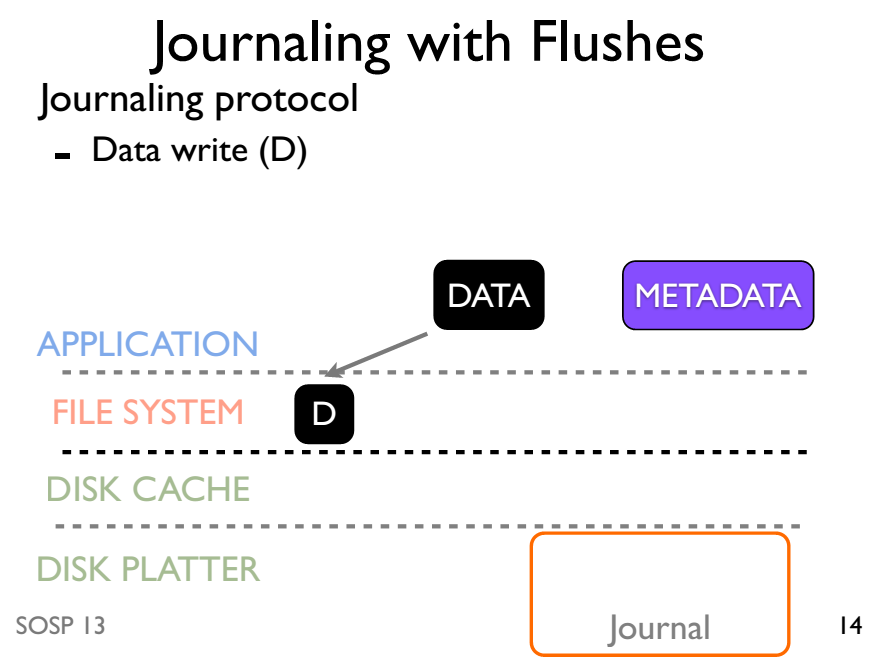 Journaling with Flushes
Journaling protocol
- Data write (D)
DATA
METADATA
APPLICATION
FILE SYSTEM
D
DISK CACHE
DISK PLATTER
SOSP 13
Journal
14